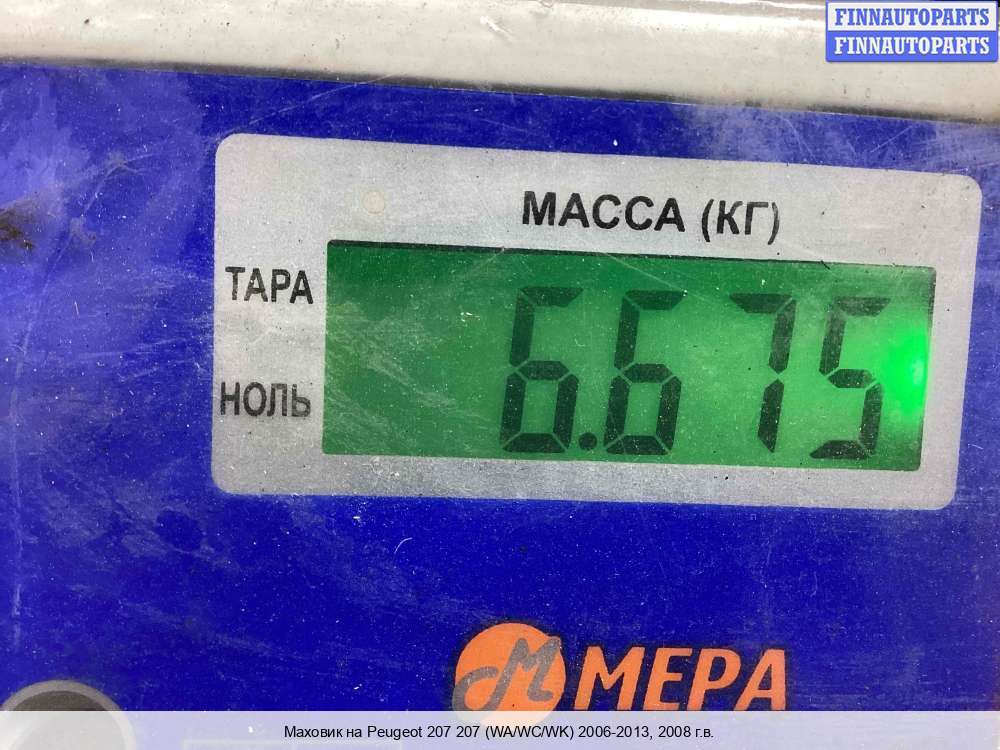 FINNAUTOPARTS
FINNAUTOPARTS
МАССА (КГ)
ТАРА
6.675
НОЛЬ
МЕРА
Маховик на Peugeot 207 207 (WA/WC/WK) 2006-2013, 2008 г.в.